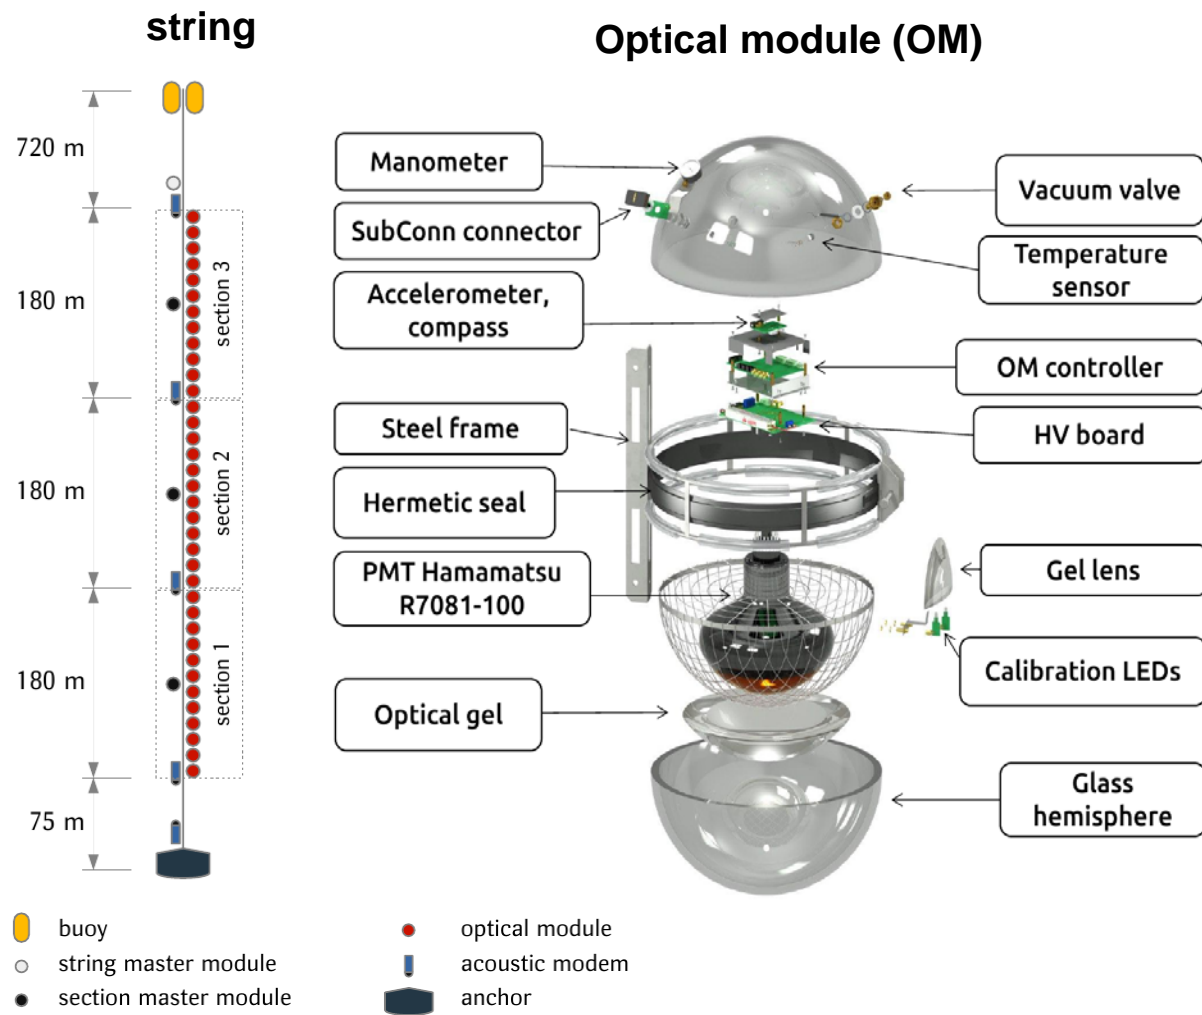 string
Optical module (OM)
720 m
180 m
180 m
180 m
75 m
section 3
section 2
section 1
Manometer
SubConn connector
Accelerometer,
compass
Steel frame
Hermetic seal
PMT Hamamatsu
R7081-100
Optical gel
Vacuum valve
Temperature
sensor
OM controller
HV board
Gel lens
Calibration LEDs
Glass
hemisphere
buoy
string master module
section master module
optical module
acoustic modem
anchor